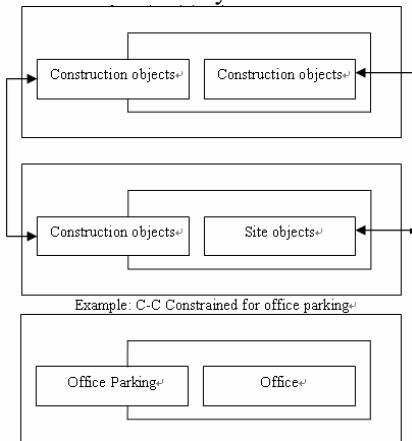 Construction objects Construction objects
Construction objects Site objects
Example: C-C Constrained for office parking
Office Parking Office